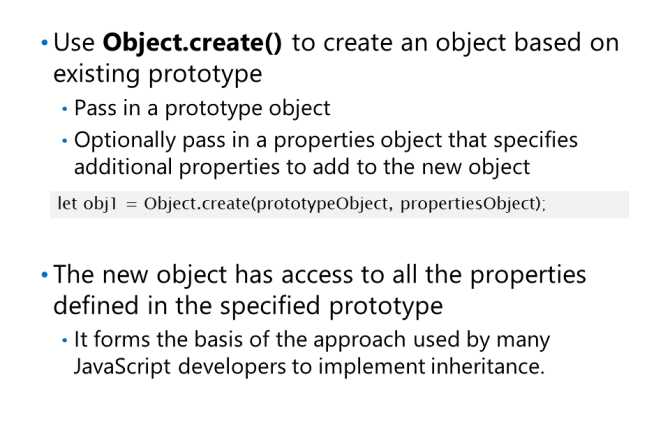 • Use Object.create() to create an object based on
existing prototype
• Pass in a prototype object
• Optionally pass in a properties object that specifies
additional properties to add to the new object
let obj1 = Object.create(prototypeObject, propertiesObject);
• The new object has access to all the properties
defined in the specified prototype
• It forms the basis of the approach used by many
JavaScript developers to implement inheritance.